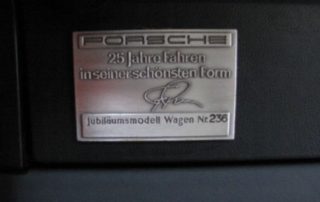 PORSCHE
25 Jahre Fahren
in seiner schönsten Form
Jubiläumsmodell Wagen Nr. 236